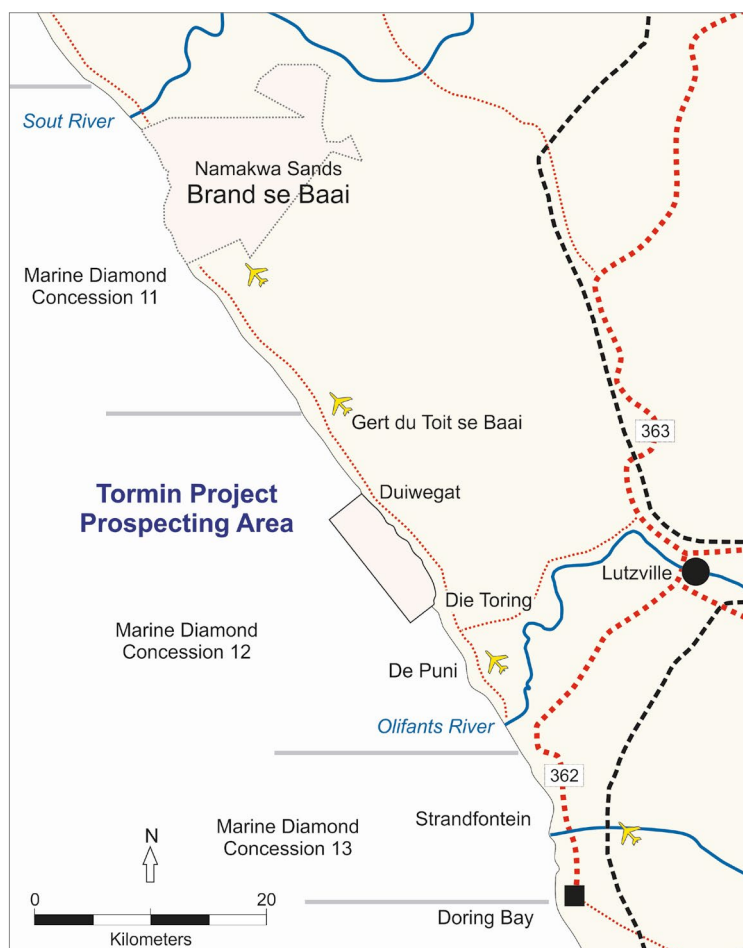 Sout River
Namakwa Sands
Brand se Baai
Marine Diamond
Concession 11
Gert du Toit se Baai
363
Tormin Project
Prospecting Area
Duiwegat
Lutzville
Die Toring
Marine Diamond
Concession 12
De Puni
Olifants River
362
Strandfontein
Marine Diamond
Concession 13
N
0
20
Doring Bay
Kilometers